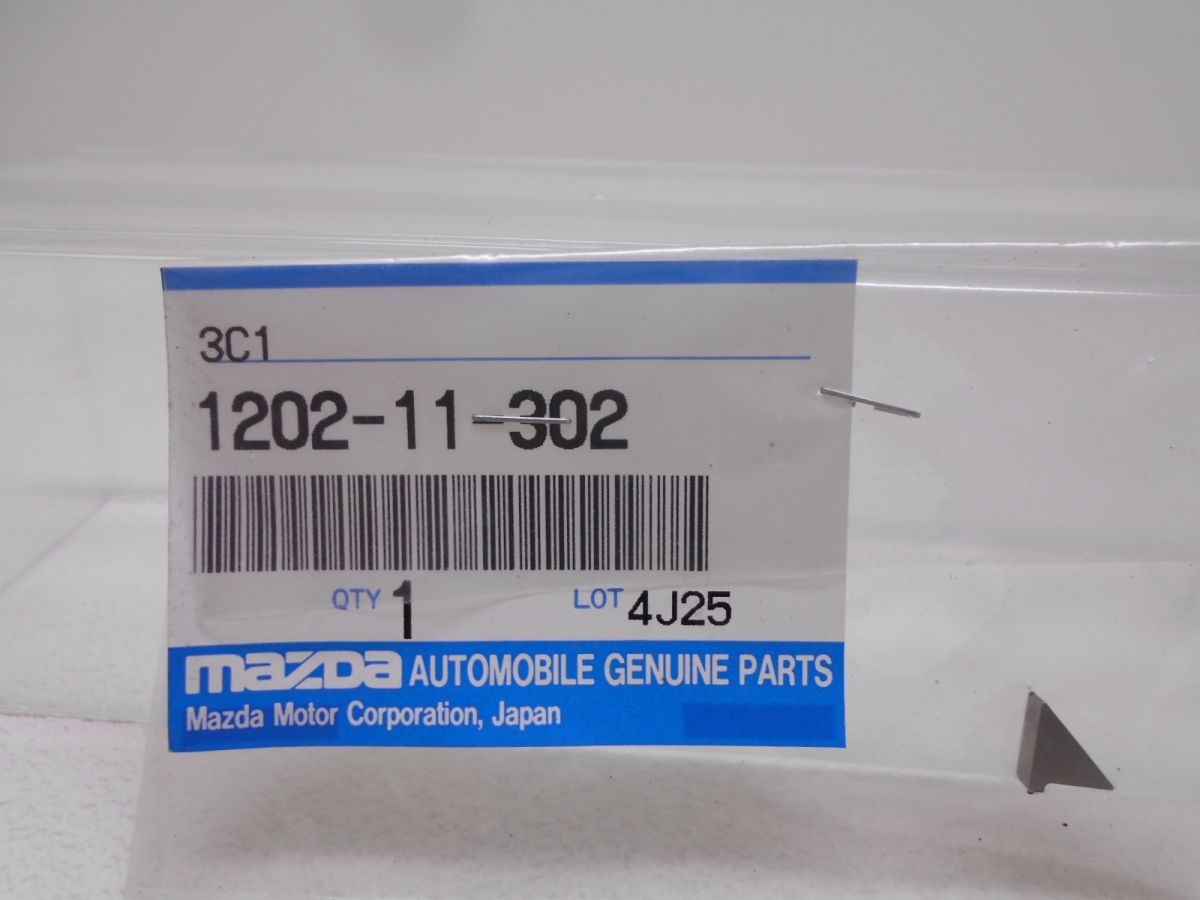 3C1
1202-11-302
QTY 1 LOT 4J25
mazda AUTOMOBILE GENUINE PARTS
Mazda Motor Corporation, Japan